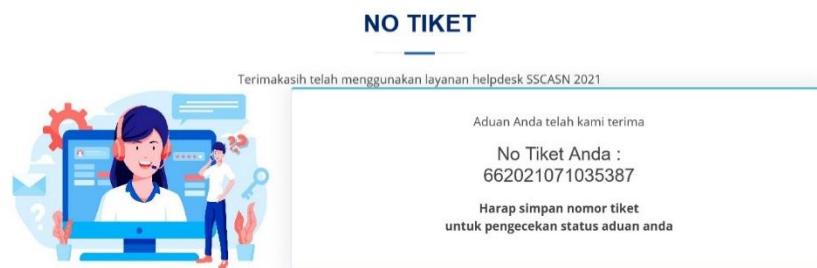 NO TIKET
Terimakasih telah menggunakan layanan helpdesk SSCASN 2021
Aduan Anda telah kami terima
No Tiket Anda :
662021071035387
Harap simpan nomor tiket
untuk pengecekan status aduan anda